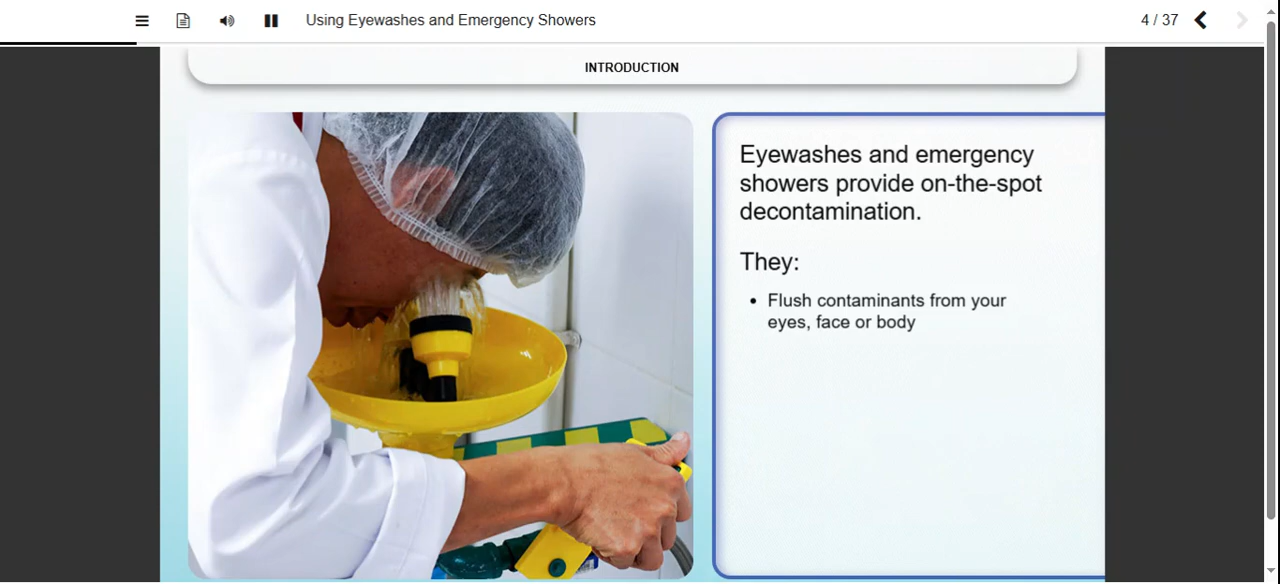 Using Eyewashes and Emergency Showers
4 / 37
INTRODUCTION
Eyewashes and emergency
showers provide on-the-spot
decontamination.
They:
• Flush contaminants from your
eyes, face or body